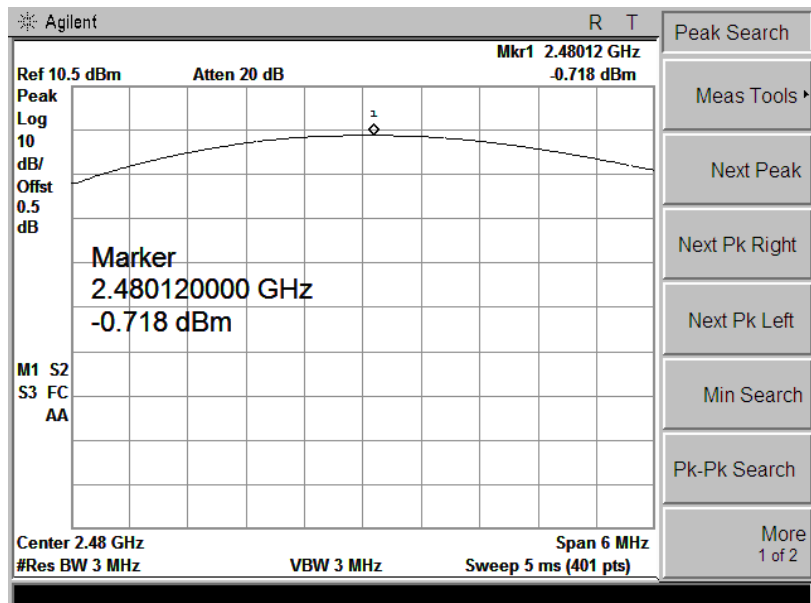 Agilent R T
Mkr1 2.48012 GHz
Ref 10.5 dBm Atten 20 dB -0.718 dBm
Peak
Log
10
dB/
Offst
0.5
dB
1
Marker
2.480120000 GHz
-0.718 dBm
M1 S2
S3 FC
AA
Center 2.48 GHz Span 6 MHz
#Res BW 3 MHz VBW 3 MHz Sweep 5 ms (401 pts)
Peak Search
Meas Tools
Next Peak
Next Pk Right
Next Pk Left
Min Search
Pk-Pk Search
More
1 of 2